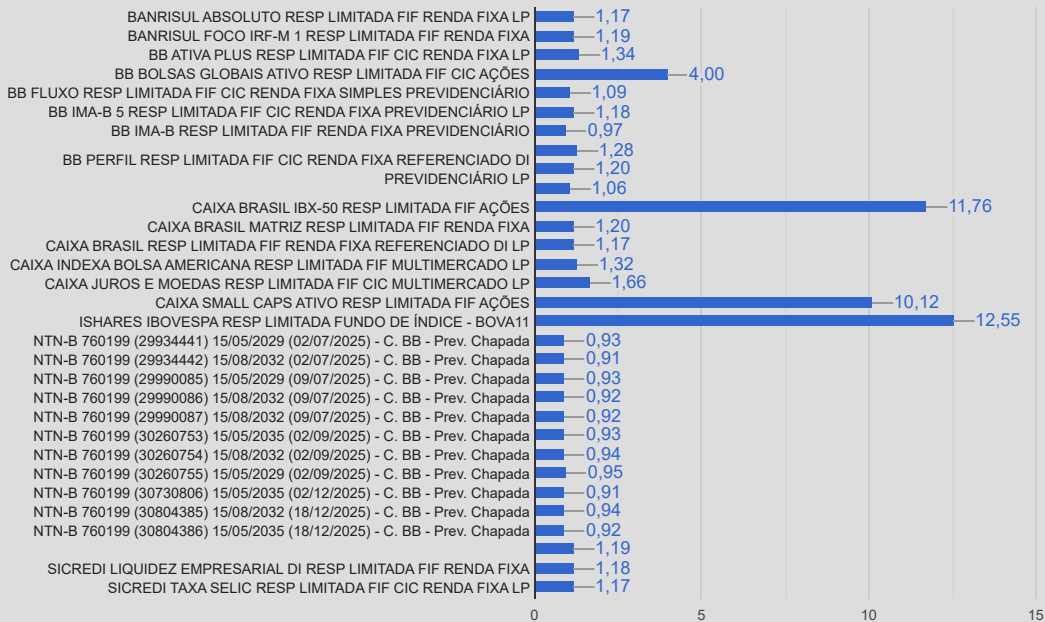 BANRISUL ABSOLUTO RESP LIMITADA FIF RENDA FIXA LP 1,17
BANRISUL FOCO IRF-M 1 RESP LIMITADA FIF RENDA FIXA 1,19
BB ATIVA PLUS RESP LIMITADA FIF CIC RENDA FIXA LP 1,34
BB BOLSAS GLOBAIS ATIVO RESP LIMITADA FIF CIC AÇÕES 4,00
BB FLUXO RESP LIMITADA FIF CIC RENDA FIXA SIMPLES PREVIDENCIÁRIO 1,09
BB IMA-B 5 RESP LIMITADA FIF CIC RENDA FIXA PREVIDENCIÁRIO LP 1,18
BB IMA-B RESP LIMITADA FIF RENDA FIXA PREVIDENCIÁRIO 0,97
1,28
BB PERFIL RESP LIMITADA FIF CIC RENDA FIXA REFERENCIADO DI 1,20
PREVIDENCIÁRIO LP 1,06
CAIXA BRASIL IBX-50 RESP LIMITADA FIF AÇÕES 11,76
CAIXA BRASIL MATRIZ RESP LIMITADA FIF RENDA FIXA 1,20
CAIXA BRASIL RESP LIMITADA FIF RENDA FIXA REFERENCIADO DI LP 1,17
CAIXA INDEXA BOLSA AMERICANA RESP LIMITADA FIF MULTIMERCADO LP 1,32
CAIXA JUROS E MOEDAS RESP LIMITADA FIF CIC MULTIMERCADO LP 1,66
CAIXA SMALL CAPS ATIVO RESP LIMITADA FIF AÇÕES 10,12
ISHARES IBOVESPA RESP LIMITADA FUNDO DE ÍNDICE - BOVA11 12,55
NTN-B 760199 (29934441) 15/05/2029 (02/07/2025) - C. BB - Prev. Chapada 0,93
NTN-B 760199 (29934442) 15/08/2032 (02/07/2025) - C. BB - Prev. Chapada 0,91
NTN-B 760199 (29990085) 15/05/2029 (09/07/2025) - C. BB - Prev. Chapada 0,93
NTN-B 760199 (29990086) 15/08/2032 (09/07/2025) - C. BB - Prev. Chapada 0,92
NTN-B 760199 (29990087) 15/08/2032 (09/07/2025) - C. BB - Prev. Chapada 0,92
NTN-B 760199 (30260753) 15/05/2035 (02/09/2025) - C. BB - Prev. Chapada 0,93
NTN-B 760199 (30260754) 15/08/2032 (02/09/2025) - C. BB - Prev. Chapada 0,94
NTN-B 760199 (30260755) 15/05/2029 (02/09/2025) - C. BB - Prev. Chapada 0,95
NTN-B 760199 (30730806) 15/05/2035 (02/12/2025) - C. BB - Prev. Chapada 0,91
NTN-B 760199 (30804385) 15/08/2032 (18/12/2025) - C. BB - Prev. Chapada 0,94
NTN-B 760199 (30804386) 15/05/2035 (18/12/2025) - C. BB - Prev. Chapada 0,92
1,19
SICREDI LIQUIDEZ EMPRESARIAL DI RESP LIMITADA FIF RENDA FIXA 1,18
SICREDI TAXA SELIC RESP LIMITADA FIF CIC RENDA FIXA LP 1,17
0 5 10 15